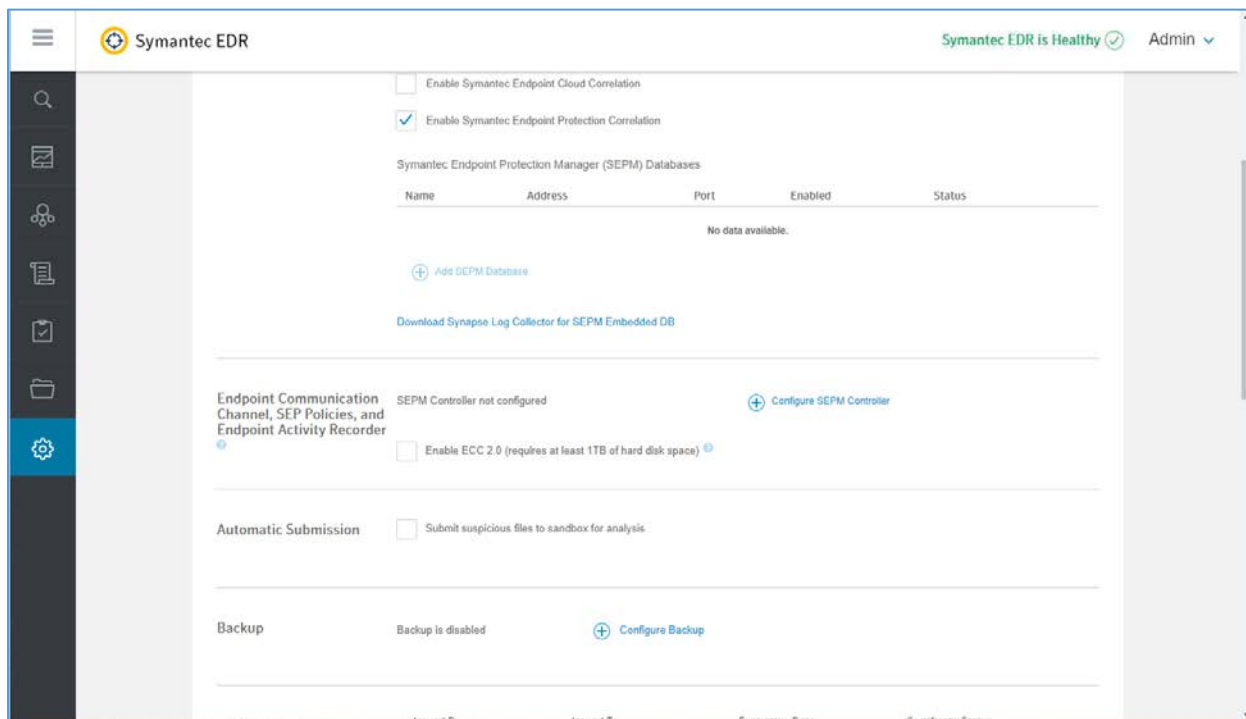 Symantec EDR
Symantec EDR is Healthy
Admin
Enable Symantec Endpoint Cloud Correlation
Enable Symantec Endpoint Protection Correlation
Symantec Endpoint Protection Manager (SEPM) Databases
Name Address Port Enabled Status
No data available.
Add SEPM Database
Download Synapse Log Collector for SEPM Embedded DB
Endpoint Communication
Channel, SEP Policies, and
Endpoint Activity Recorder
SEPM Controller not configured
Configure SEPM Controller
Enable ECC 2.0 (requires at least 1TB of hard disk space)
Automatic Submission
Submit suspicious files to sandbox for analysis
Backup
Backup is disabled
Configure Backup